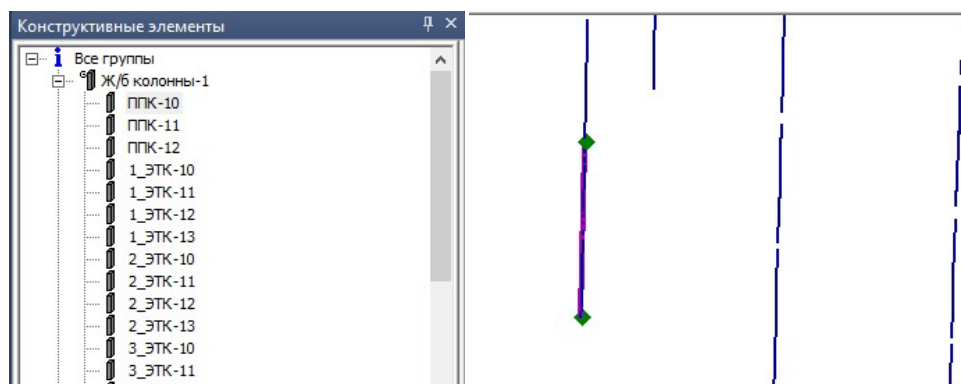 Конструктивные элементы
Все группы
Ж/б колонны-1
ППК-10
ППК-11
ППК-12
1_ЭТК-10
1_ЭТК-11
1_ЭТК-12
1_ЭТК-13
2_ЭТК-10
2_ЭТК-11
2_ЭТК-12
2_ЭТК-13
3_ЭТК-10
3_ЭТК-11